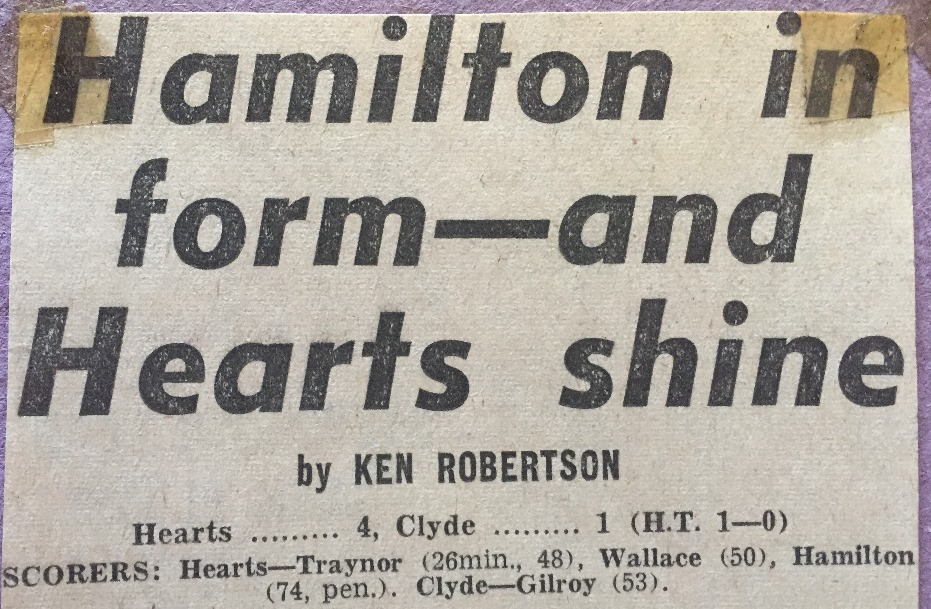 Hamilton in
form—and
Hearts shine
by KEN ROBERTSON
Hearts ......... 4, Clyde ......... 1 (H.T. 1—0)
SCORERS: Hearts—Traynor (26min., 48), Wallace (50), Hamilton
(74, pen.). Clyde—Gilroy (53).